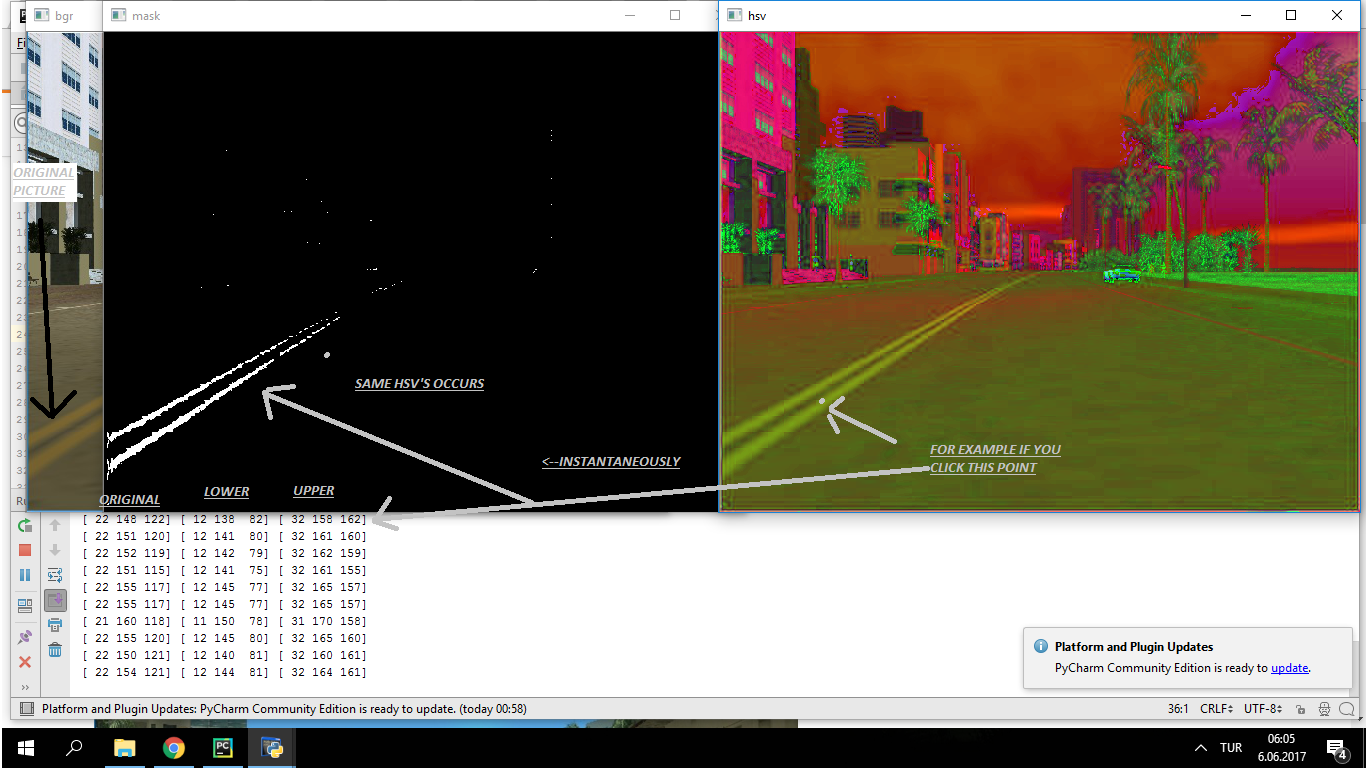 bgr
mask
hsv
Fi
ORIGINAL
PICTURE
SAME HSV'S OCCURS
<--INSTANTANEOUSLY
FOR EXAMPLE IF YOU
CLICK THIS POINT
ORIGINAL LOWER UPPER
Ru
[ 22 148 122] [ 12 138 82] [ 32 158 162]
[ 22 151 120] [ 12 141 80] [ 32 161 160]
[ 22 152 119] [ 12 142 79] [ 32 162 159]
[ 22 151 115] [ 12 141 75] [ 32 161 155]
[ 22 155 117] [ 12 145 77] [ 32 165 157]
[ 22 155 117] [ 12 145 77] [ 32 165 157]
[ 21 160 118] [ 11 150 78] [ 31 170 158]
[ 22 155 120] [ 12 145 80] [ 32 165 160]
[ 22 150 121] [ 12 140 81] [ 32 160 161]
[ 22 154 121] [ 12 144 81] [ 32 164 161]
Platform and Plugin Updates
PyCharm Community Edition is ready to update.
Platform and Plugin Updates: PyCharm Community Edition is ready to update. (today 00:58)
36:1 CRLF UTF-8
PC
TUR
06:05
6.06.2017
4